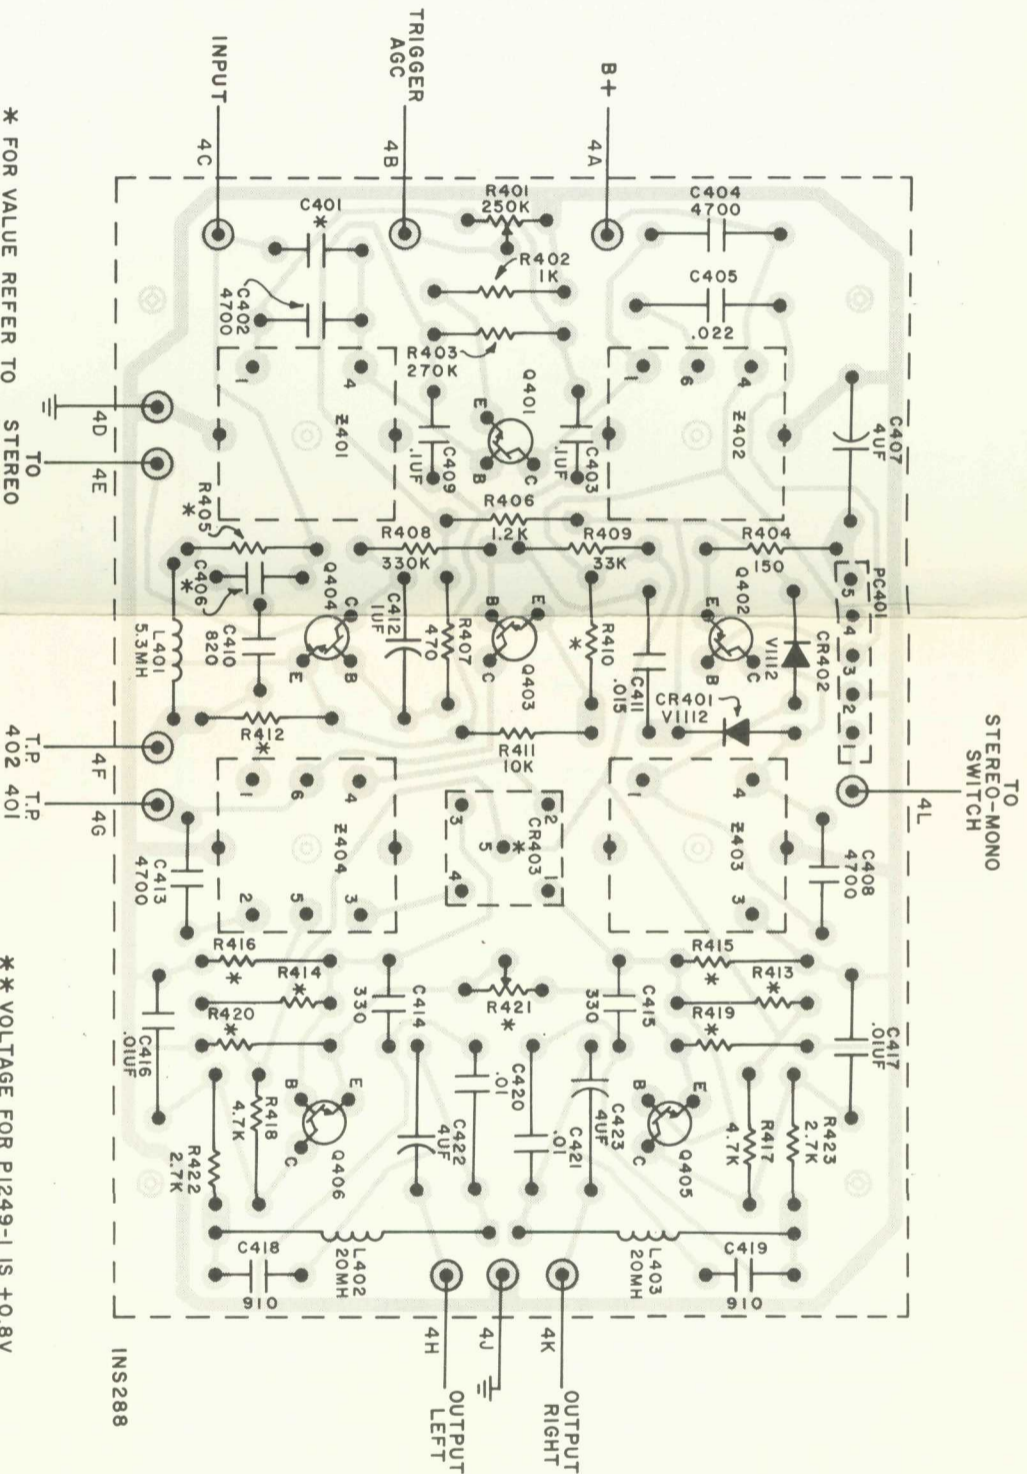 TO
STEREO-MONO
SWITCH
4L
B+
4A
TRIGGER
AGC
4B
INPUT
4C
C404
4700
C405
.022
R401
250K
R402
1K
R403
270K
C401
*
C402
4700
C407
4UF
Z402
1
6
4
Q401
E
B
C
C403
.1UF
C409
.1UF
Z401
1
4
4D
4E
TO
STEREO
R404
150
R409
33K
R406
1.2K
R408
330K
R405
*
C406
*
PC401
5
4
3
2
1
CR402
V1112
Q402
E
B
C
CR401
V1112
C411
.015
R410
*
Q403
B
E
C
R407
470
C412
1UF
Q404
C
B
E
C410
820
L401
5.3MH
R411
10K
R412
*
4F
T.P.
402
4G
T.P.
401
Z403
1
4
3
CR403
*
2
1
3
4
5
Z404
1
6
4
2
5
3
C408
4700
C413
4700
R415
*
R413
*
R419
*
R416
*
R414
*
R420
*
C415
330
R421
*
C414
330
C417
.01UF
C416
.01UF
R423
2.7K
R417
4.7K
Q405
B
E
C
C423
4UF
C421
.01
C420
.01
C422
4UF
Q406
B
E
C
R418
4.7K
R422
2.7K
C419
910
L403
20MH
L402
20MH
C418
910
4K
OUTPUT
RIGHT
4J
4H
OUTPUT
LEFT
INS288
* FOR VALUE REFER TO
** VOLTAGE FOR P1249-1 IS +0.8V